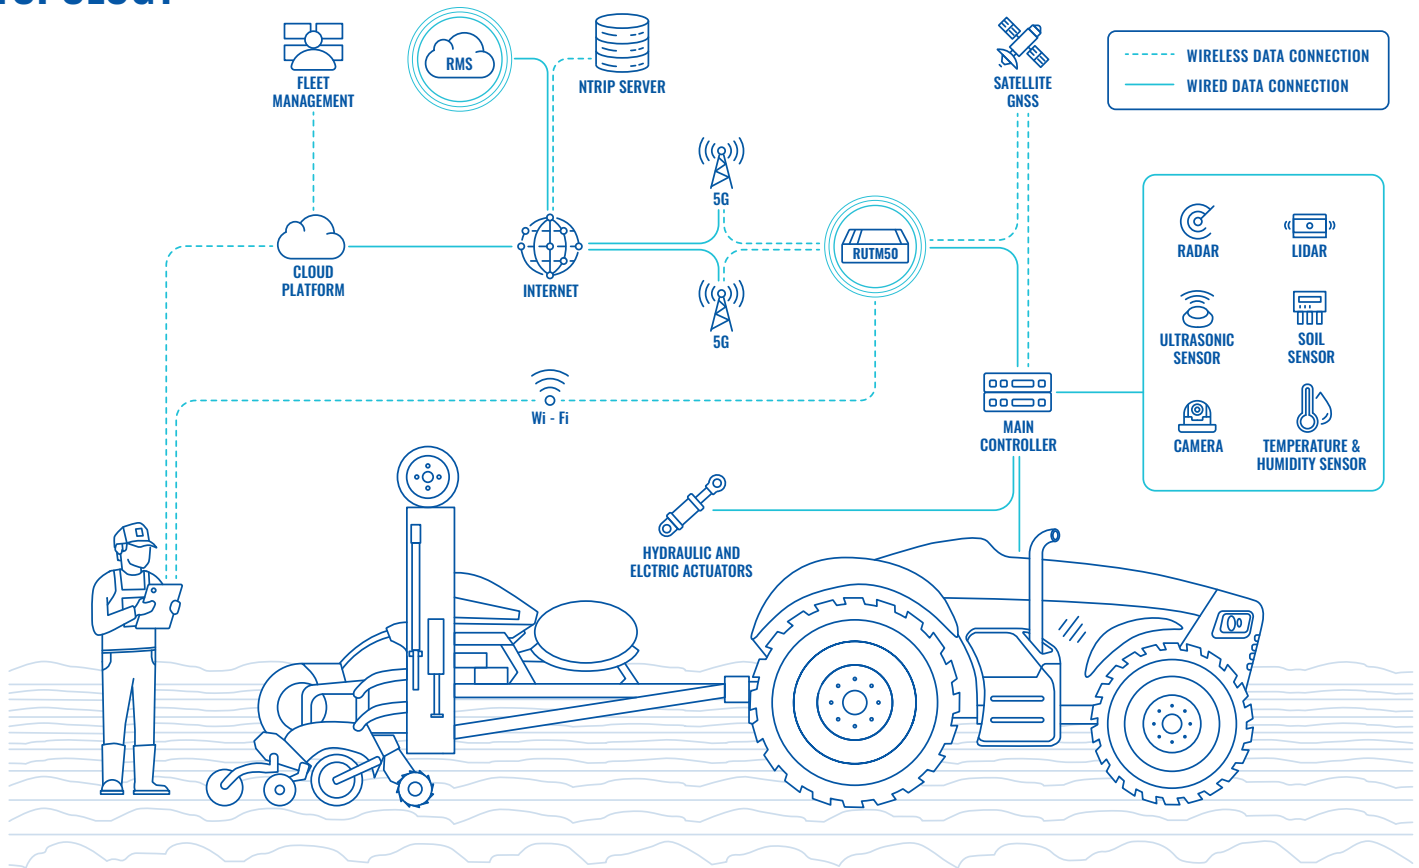 TOPOLOGY
FLEET
MANAGEMENT
RMS
NTRIP SERVER
SATELLITE
GNSS
WIRELESS DATA CONNECTION
WIRED DATA CONNECTION
5G
RUTM50
CLOUD
PLATFORM
INTERNET
5G
RADAR
LIDAR
ULTRASONIC
SENSOR
SOIL
SENSOR
CAMERA
TEMPERATURE &
HUMIDITY SENSOR
Wi - Fi
MAIN
CONTROLLER
HYDRAULIC AND
ELCTRIC ACTUATORS